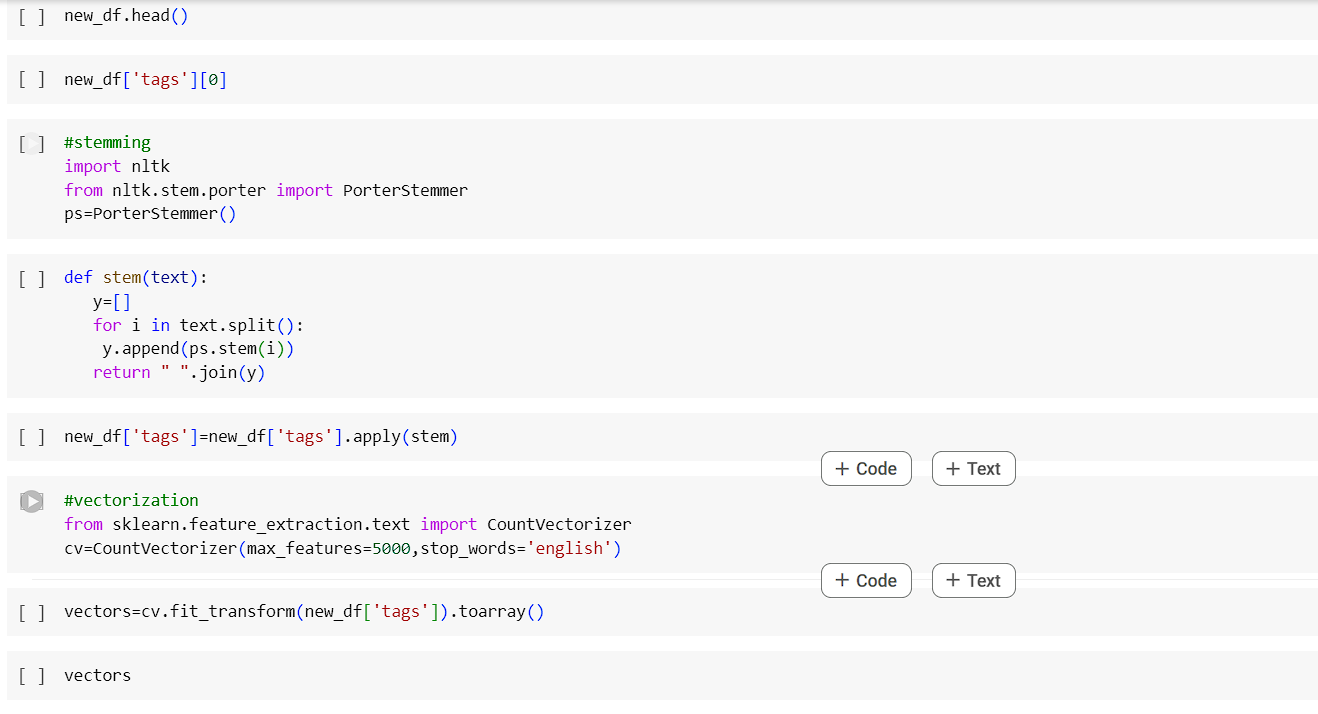 [ ] new_df.head()
[ ] new_df['tags'][0]
[ ] #stemming
import nltk
from nltk.stem.porter import PorterStemmer
ps=PorterStemmer()
[ ] def stem(text):
   y=[]
   for i in text.split():
    y.append(ps.stem(i))
   return " ".join(y)
[ ] new_df['tags']=new_df['tags'].apply(stem)
+ Code + Text
#vectorization
from sklearn.feature_extraction.text import CountVectorizer
cv=CountVectorizer(max_features=5000,stop_words='english')
+ Code + Text
[ ] vectors=cv.fit_transform(new_df['tags']).toarray()
[ ] vectors